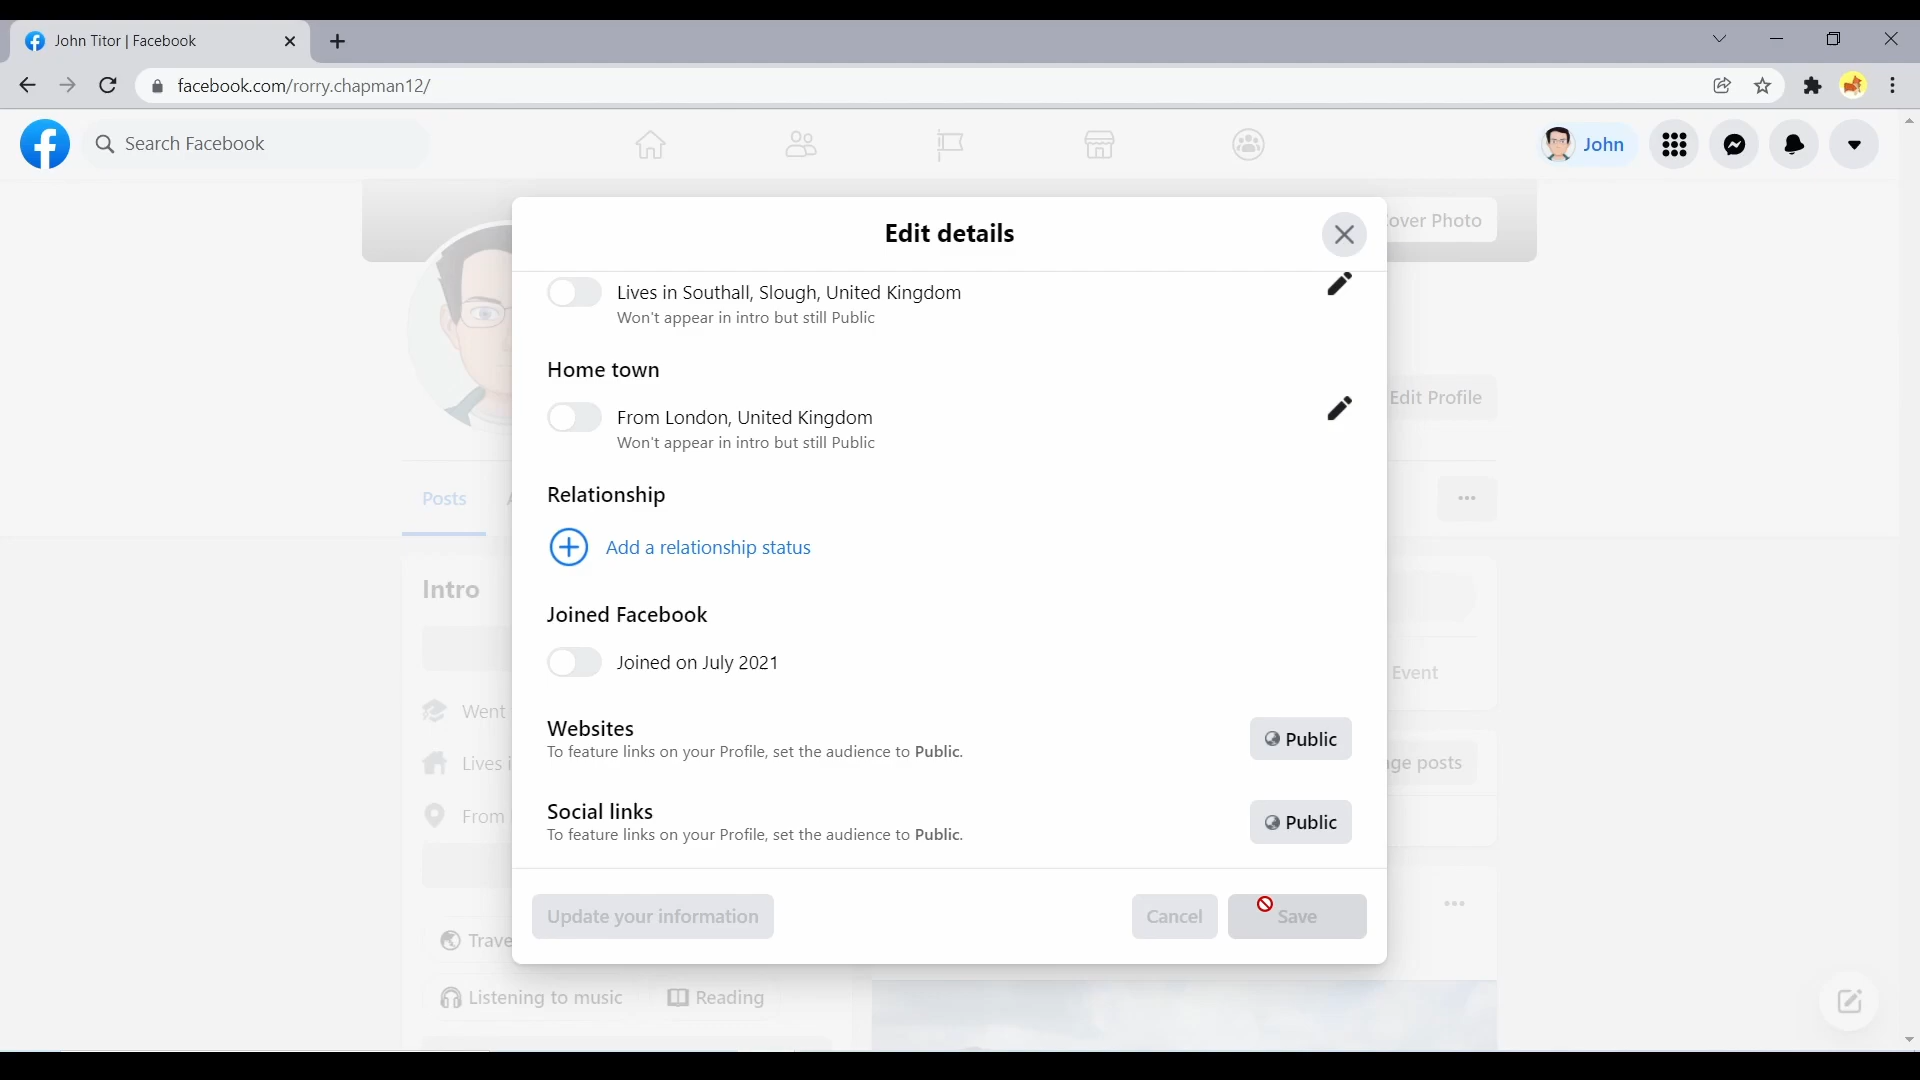 John Titor | Facebook
facebook.com/rorry.chapman12/
Search Facebook
John
Cover Photo
Edit details
Lives in Southall, Slough, United Kingdom
Won't appear in intro but still Public
Home town
From London, United Kingdom
Won't appear in intro but still Public
Edit Profile
Relationship
Posts
Add a relationship status
Intro
Joined Facebook
Joined on July 2021
Event
Went
Websites
Public
To feature links on your Profile, set the audience to Public.
Lives i
ge posts
Social links
Public
To feature links on your Profile, set the audience to Public.
From
Update your information
Cancel
Save
Trave
Listening to music
Reading